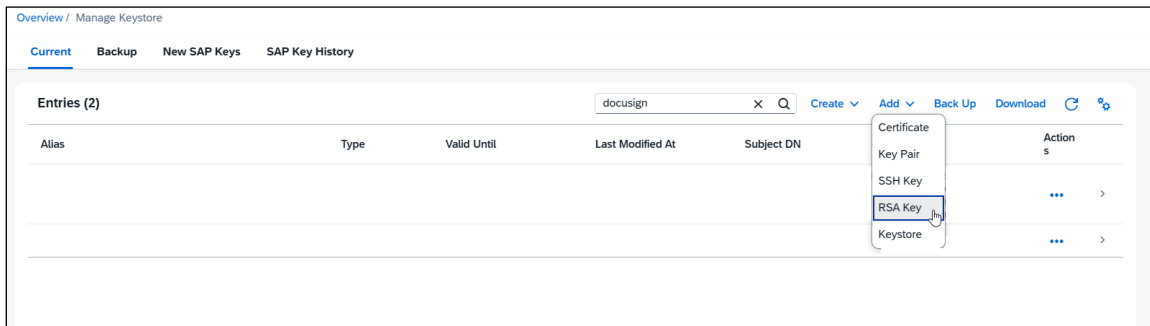 Overview / Manage Keystore
Current Backup New SAP Keys SAP Key History
Entries (2) docusign Create Add Back Up Download
Certificate
Alias Type Valid Until Last Modified At Subject DN Action
s
Key Pair
SSH Key
RSA Key
Keystore